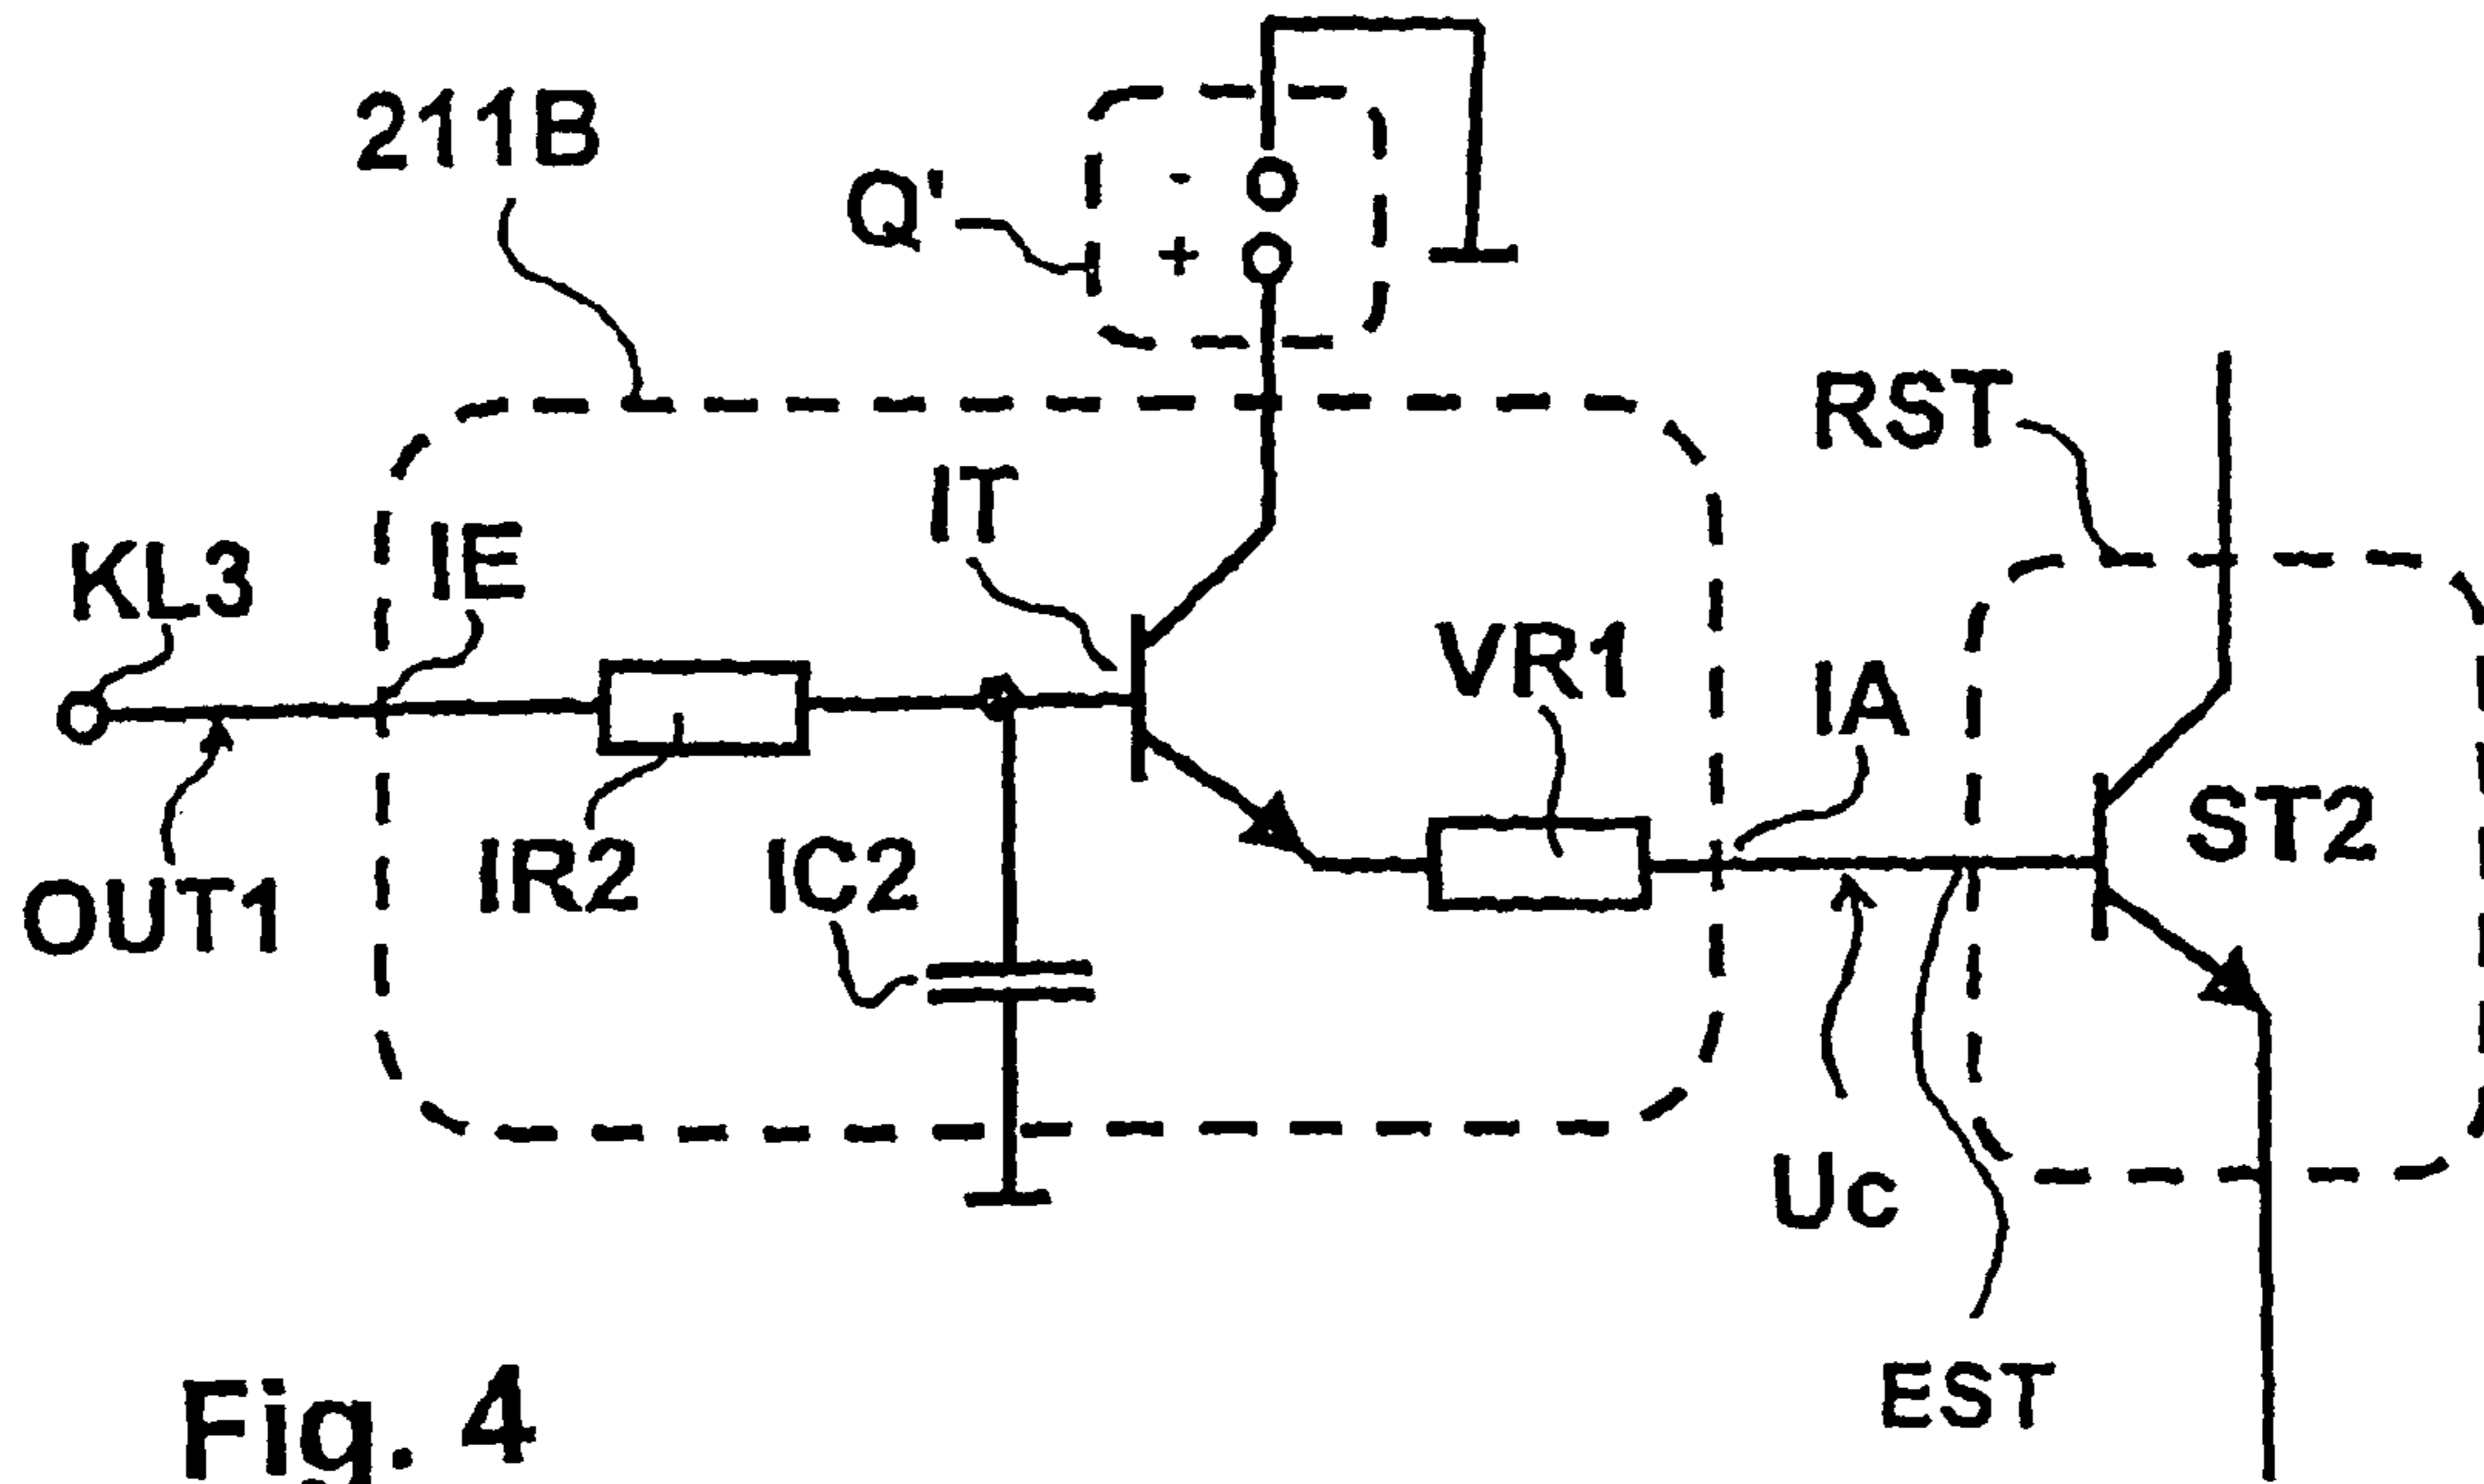 211B
Q'
-
+
RST
IT
IE
KL3
VR1
IA
ST2
IR2
IC2
OUT1
Uc
EST
Fig. 4